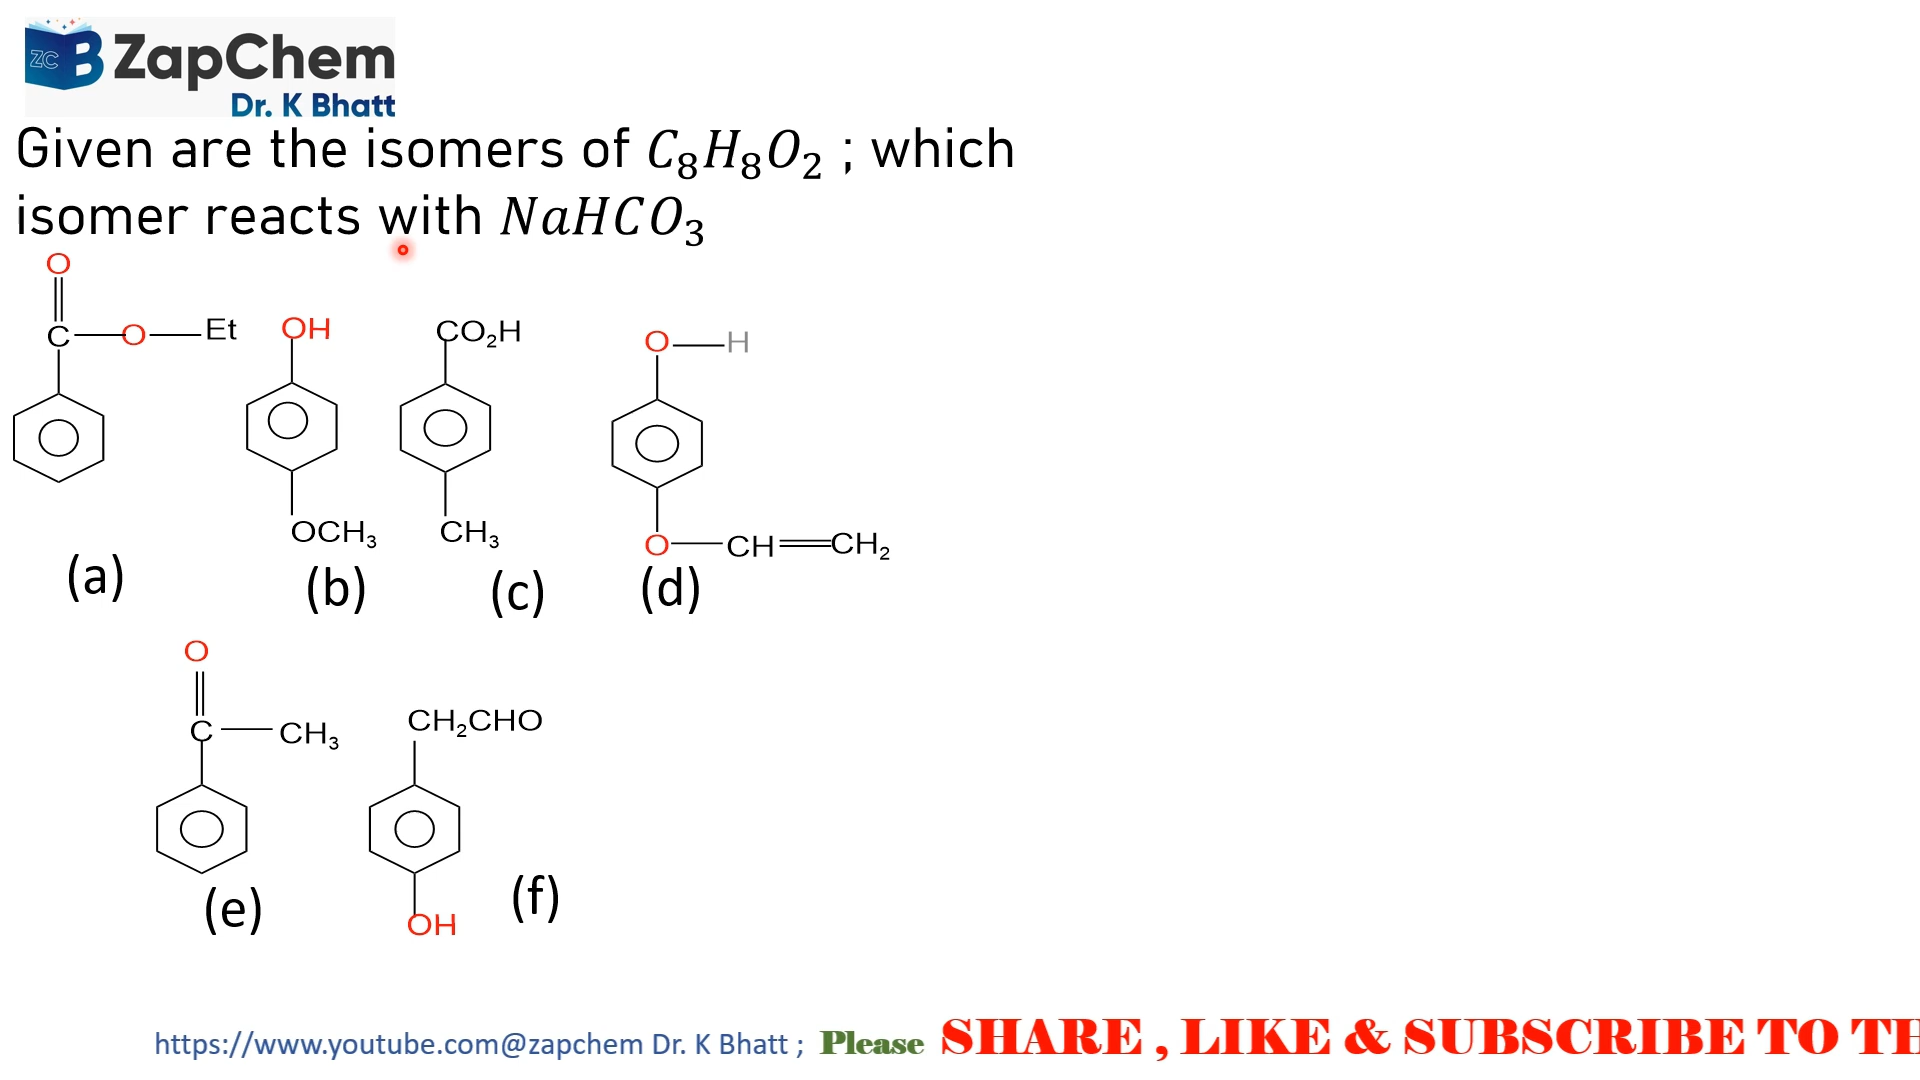 ZC B ZapChem
Dr. K Bhatt
Given are the isomers of C₈H₈O₂ ; which
isomer reacts with NaHCO₃
O
C O Et
OH
OCH₃
CO₂H
CH₃
O H
O CH CH₂
(a) (b) (c) (d)
O
C CH₃
CH₂CHO
OH
(e) (f)
https://www.youtube.com@zapchem Dr. K Bhatt ; Please SHARE , LIKE & SUBSCRIBE TO TH